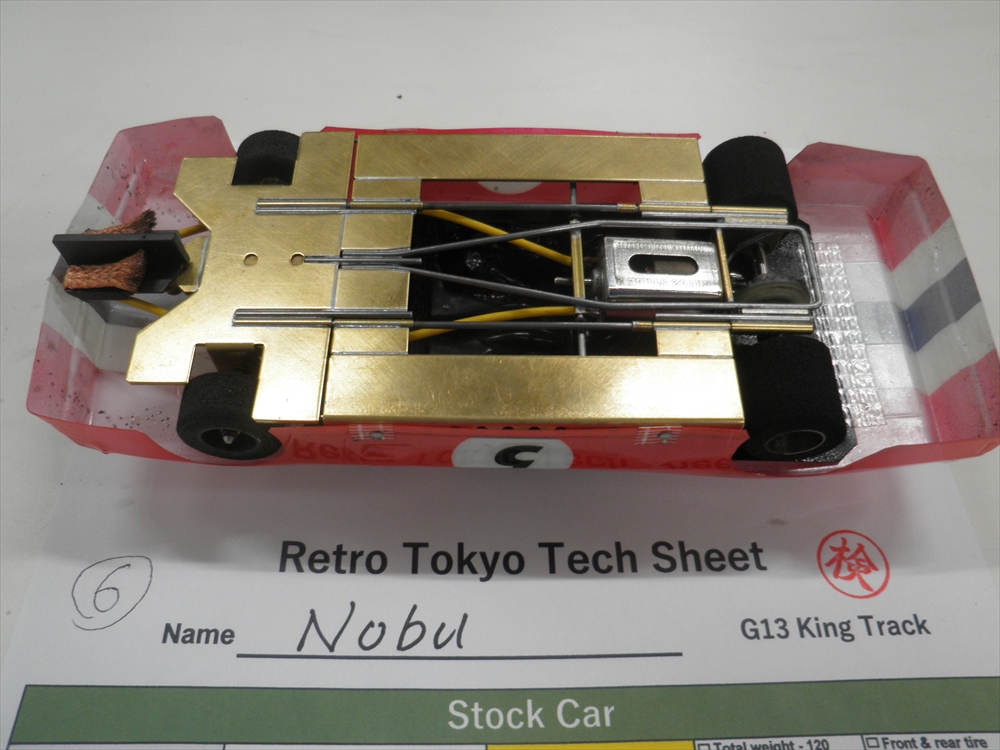 5
Retro Tokyo Tech Sheet
検
6
Name Nobu
G13 King Track
Stock Car
Total weight - 120
Front & rear tire